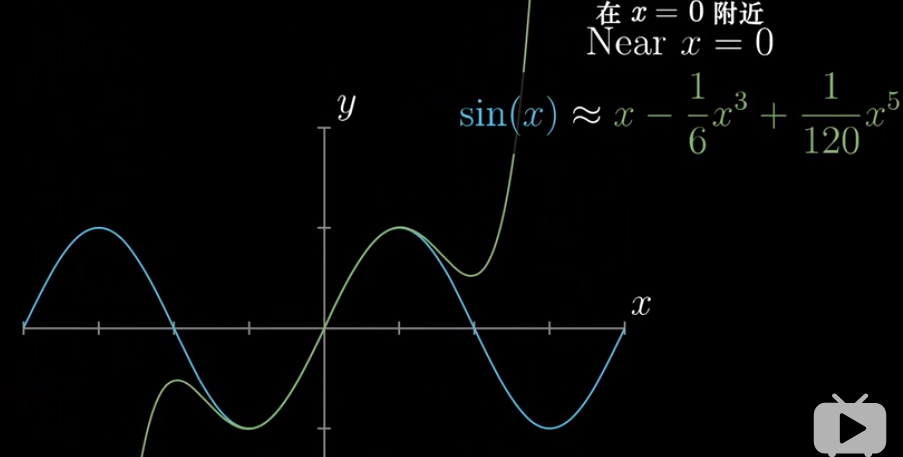 在 x = 0 附近
Near x = 0
sin(x) ≈ x − 1/6 x³ + 1/120 x⁵
y
x